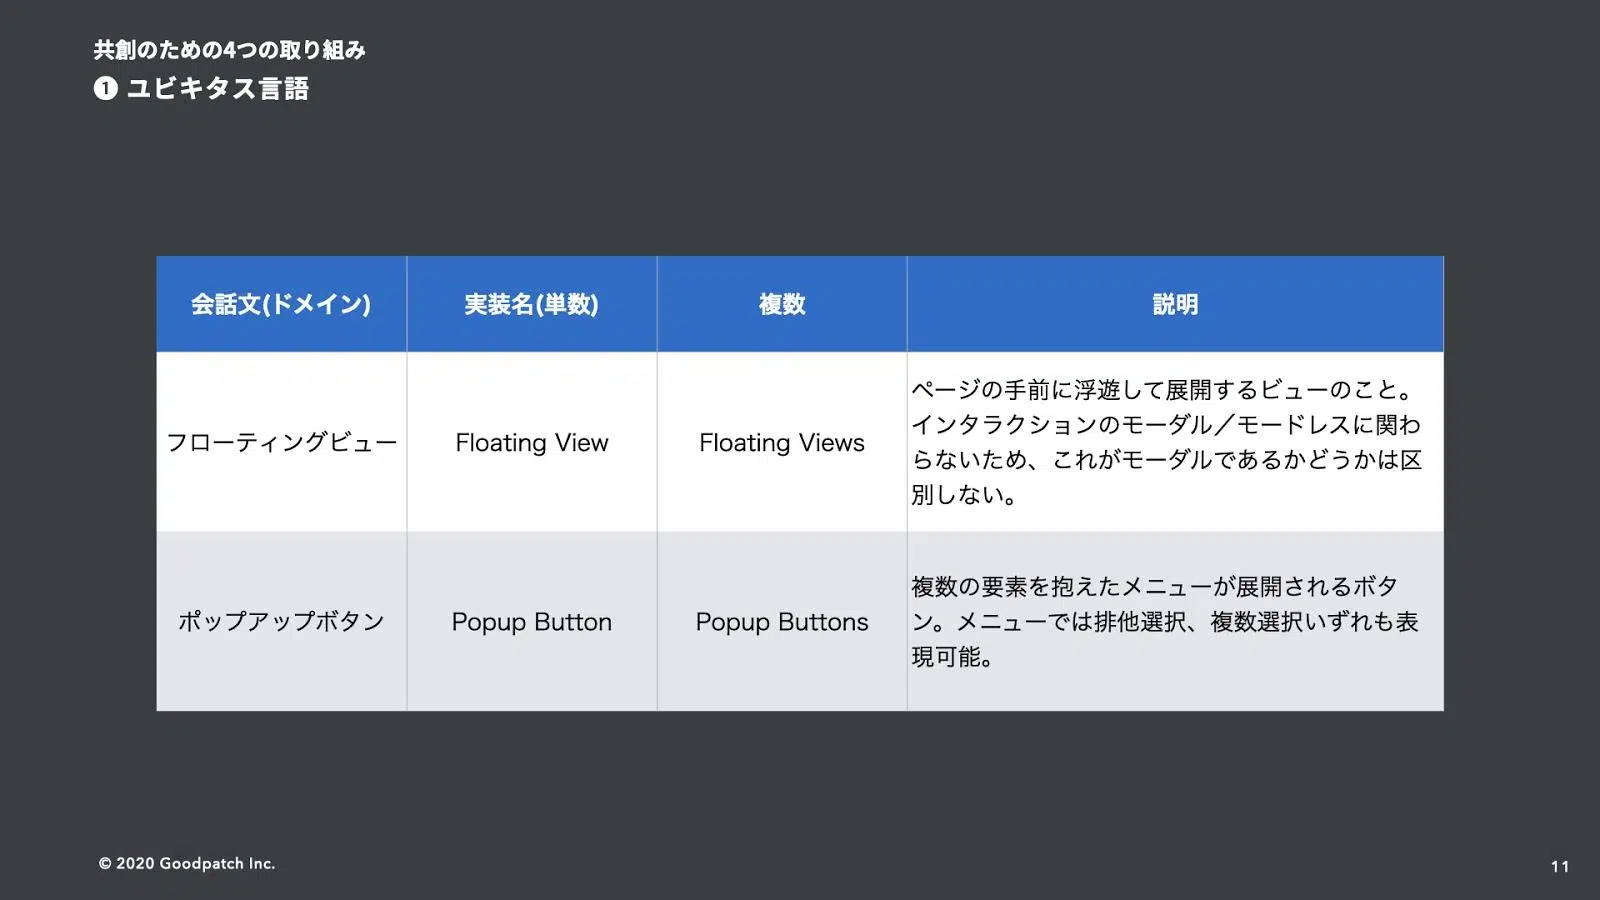 共創のための4つの取り組み
❶ ユビキタス言語
会話文(ドメイン)
実装名(単数)
複数
説明
フローティングビュー
Floating View
Floating Views
ページの手前に浮遊して展開するビューのこと。
インタラクションのモーダル／モードレスに関わ
らないため、これがモーダルであるかどうかは区
別しない。
ポップアップボタン
Popup Button
Popup Buttons
複数の要素を抱えたメニューが展開されるボタ
ン。メニューでは排他選択、複数選択いずれも表
現可能。
© 2020 Goodpatch Inc.
11